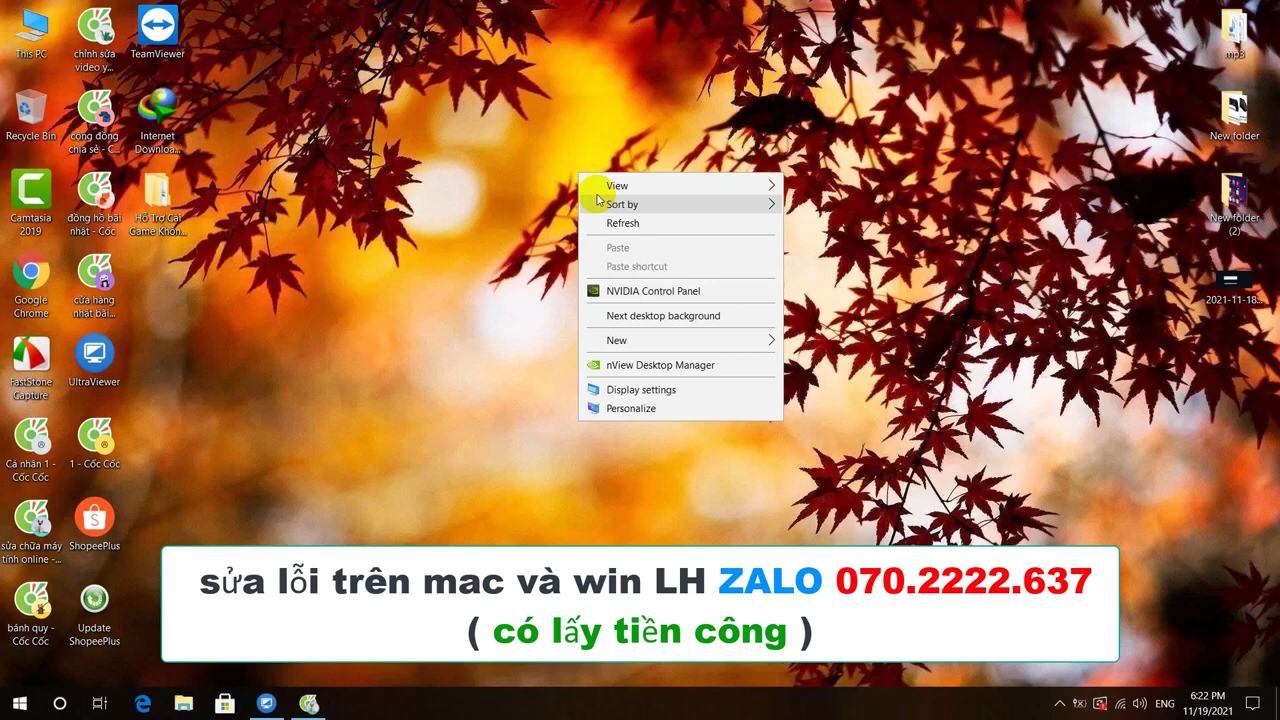 This PC
chỉnh sửa
video y...
TeamViewer
Recycle Bin
cộng đồng
chia sẻ - C...
Internet
Downloa...
Camtasia
2019
đồng hồ bãi
nhật - Cốc
Hỗ Trợ Cài
Game Khôn...
Google
Chrome
cửa hàng
nhật bãi...
FastStone
Capture
UltraViewer
Cá nhân 1 -
Cốc Cốc
1 - Cốc Cốc
sửa chữa máy
tính online -...
ShopeePlus
bánh quy -
Cốc Cốc
Update
ShopeePlus
mp3
New folder
New folder
(2)
2021-11-18...
View
Sort by
Refresh
Paste
Paste shortcut
NVIDIA Control Panel
Next desktop background
New
nView Desktop Manager
Display settings
Personalize
sửa lỗi trên mac và win LH ZALO 070.2222.637
( có lấy tiền công )
ENG
6:22 PM
11/19/2021